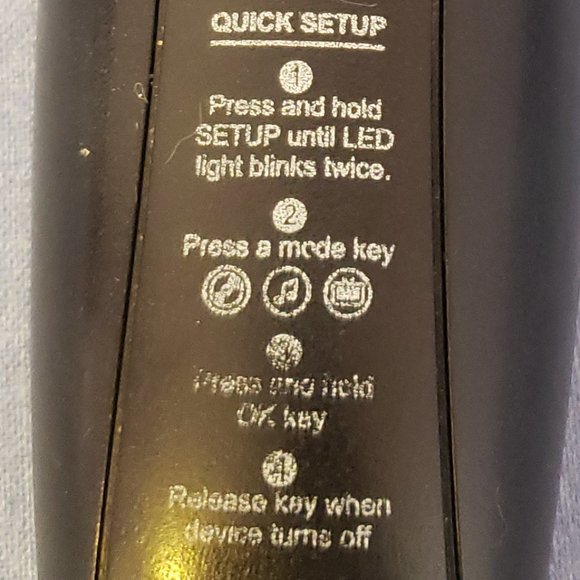 QUICK SETUP
1
Press and hold
SETUP until LED
light blinks twice.
2
Press a mode key
3
Press and hold
OK key
4
Release key when
device turns off